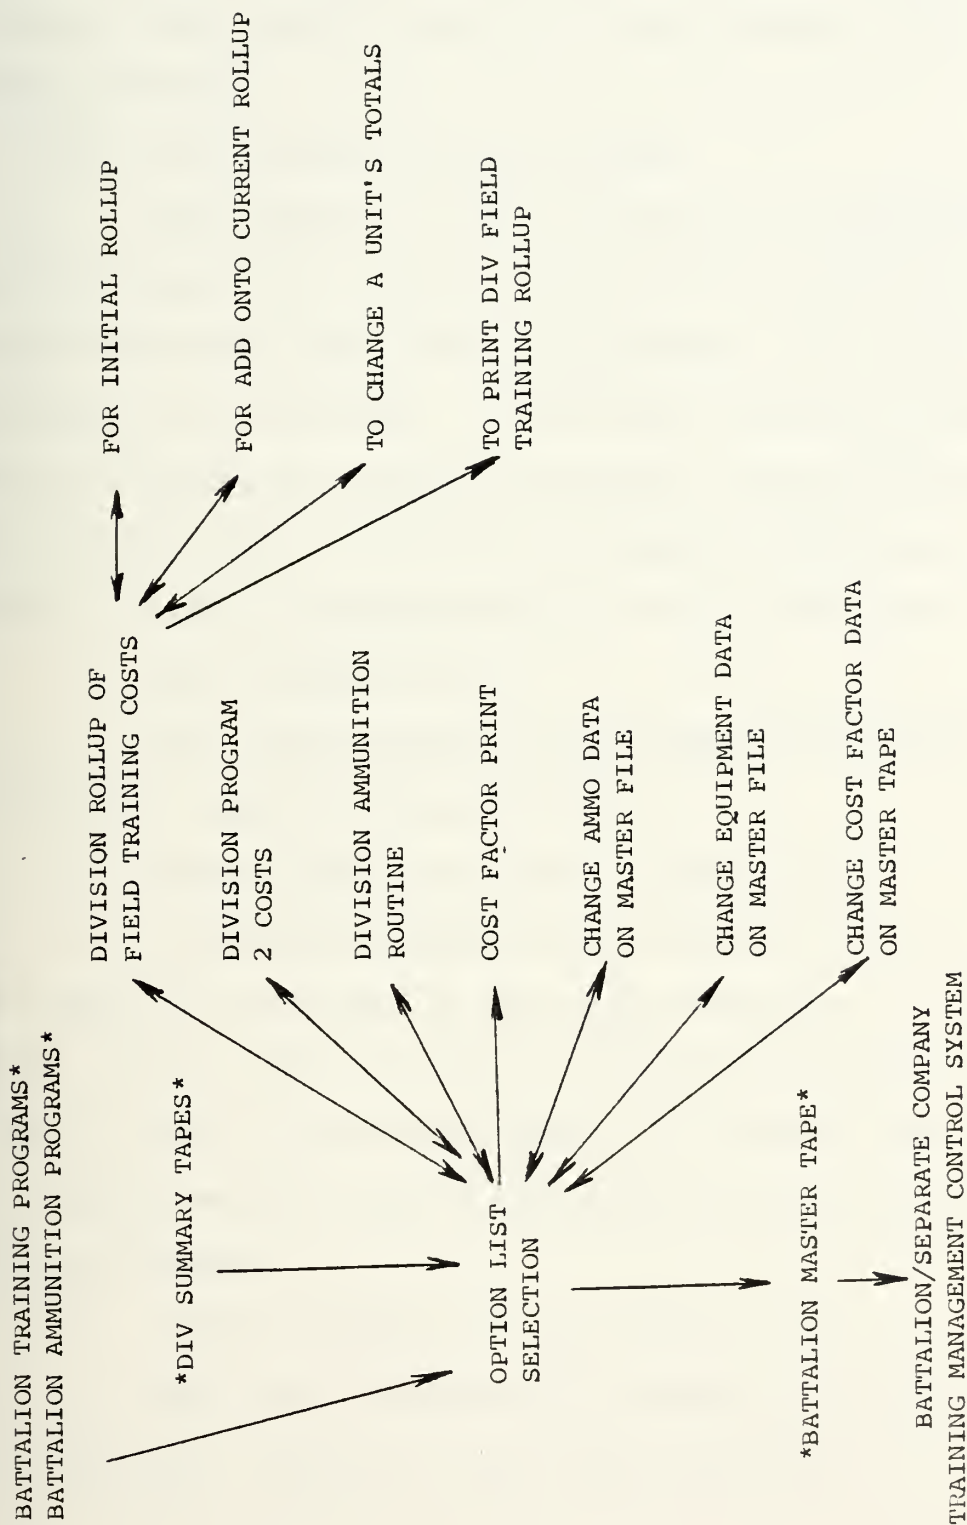 BATTALION TRAINING PROGRAMS*
BATTALION AMMUNITION PROGRAMS*
*DIV SUMMARY TAPES*
OPTION LIST
SELECTION
*BATTALION MASTER TAPE*
BATTALION/SEPARATE COMPANY
TRAINING MANAGEMENT CONTROL SYSTEM
DIVISION ROLLUP OF
FIELD TRAINING COSTS
DIVISION PROGRAM
2 COSTS
DIVISION AMMUNITION
ROUTINE
COST FACTOR PRINT
CHANGE AMMO DATA
ON MASTER FILE
CHANGE EQUIPMENT DATA
ON MASTER FILE
CHANGE COST FACTOR DATA
ON MASTER TAPE
FOR INITIAL ROLLUP
FOR ADD ONTO CURRENT ROLLUP
TO CHANGE A UNIT'S TOTALS
TO PRINT DIV FIELD
TRAINING ROLLUP